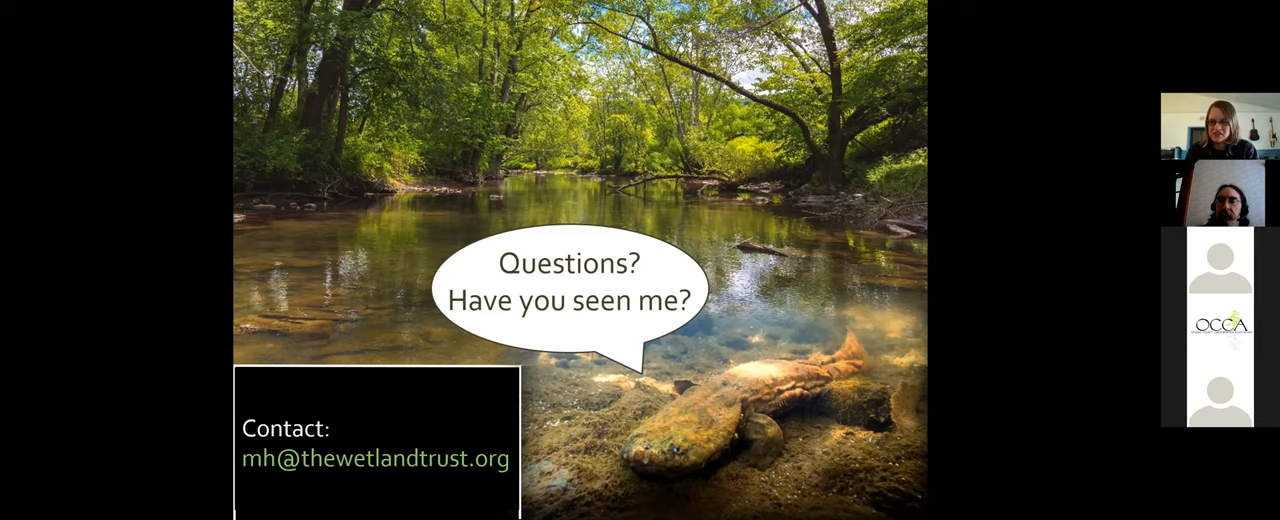 Questions?
Have you seen me?
OCCA
Contact:
mh@thewetlandtrust.org